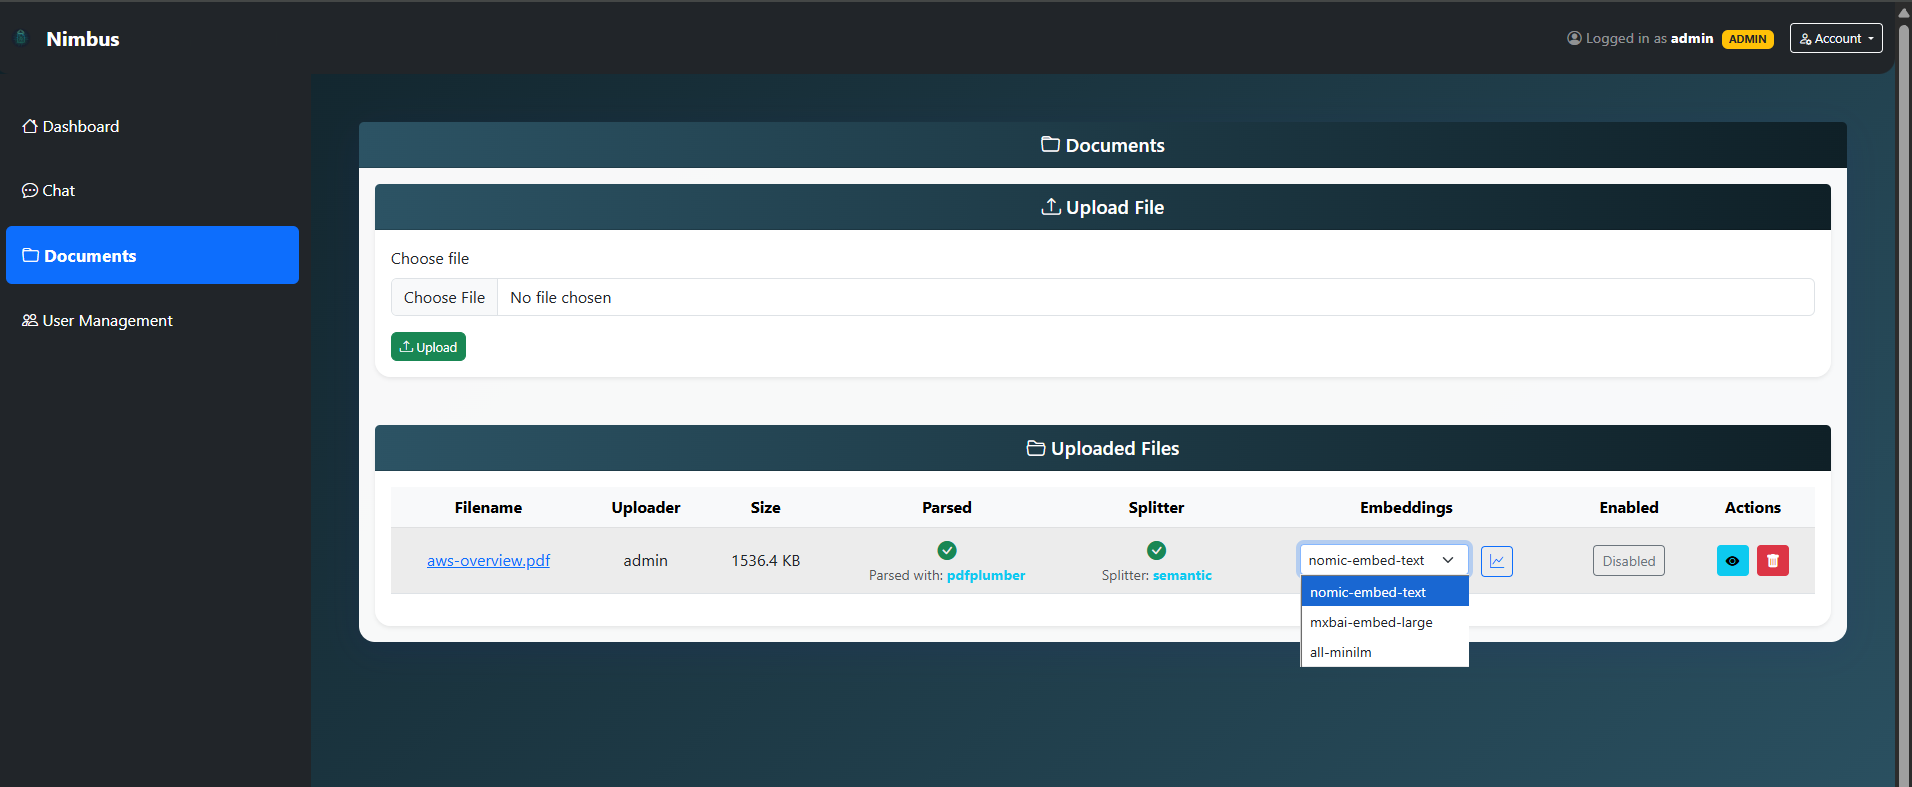 Nimbus
Logged in as admin ADMIN Account
Dashboard
Chat
Documents
User Management
Documents
Upload File
Choose file
Choose File No file chosen
Upload
Uploaded Files
Filename Uploader Size Parsed Splitter Embeddings Enabled Actions
aws-overview.pdf admin 1536.4 KB Parsed with: pdfplumber Splitter: semantic nomic-embed-text Disabled
nomic-embed-text
mxbai-embed-large
all-minilm